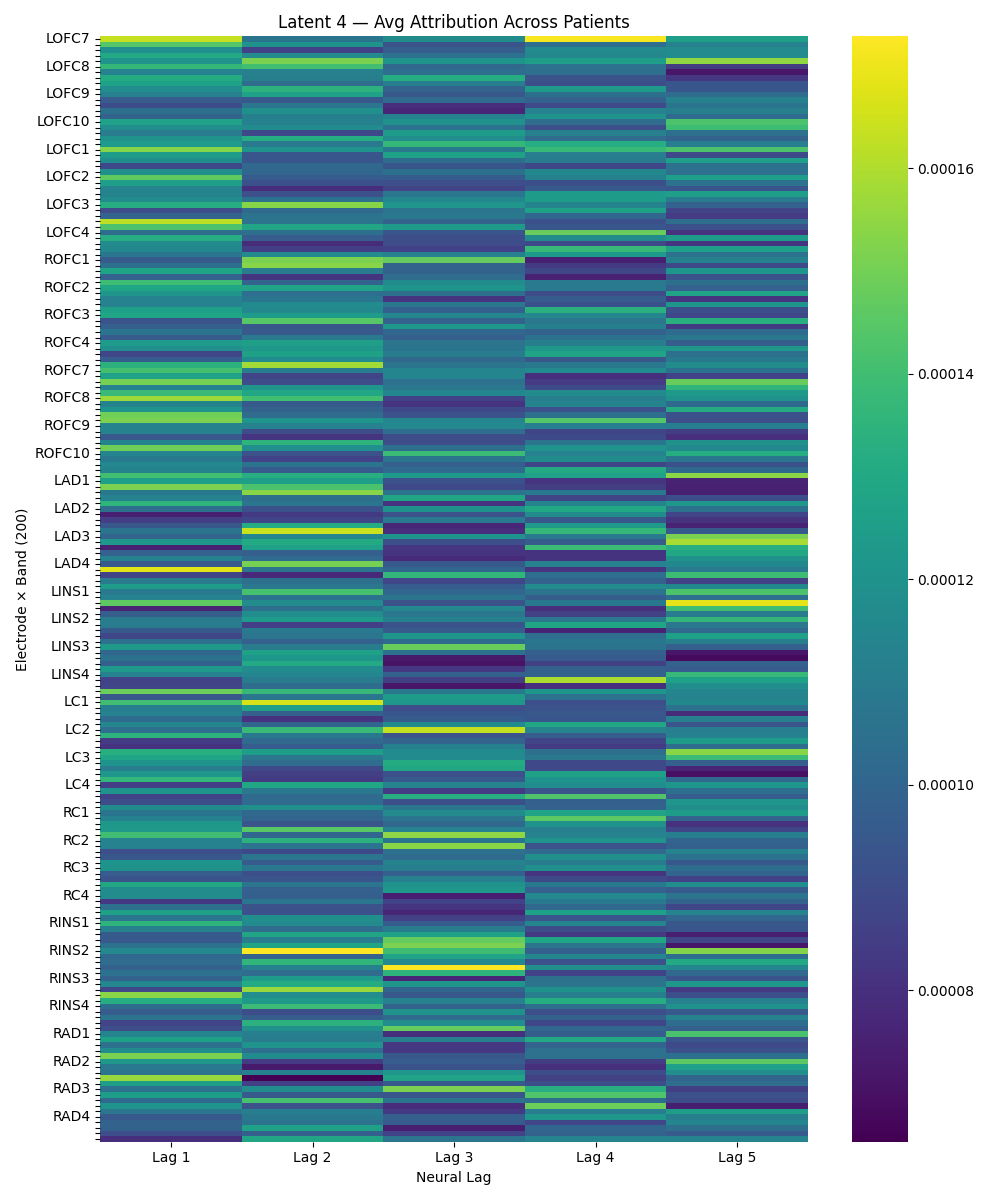 Latent 4 — Avg Attribution Across Patients
LOFC7
LOFC8
LOFC9
LOFC10
LOFC1
LOFC2
LOFC3
LOFC4
ROFC1
ROFC2
ROFC3
ROFC4
ROFC7
ROFC8
ROFC9
ROFC10
LAD1
LAD2
LAD3
LAD4
LINS1
LINS2
LINS3
LINS4
LC1
LC2
LC3
LC4
RC1
RC2
RC3
RC4
RINS1
RINS2
RINS3
RINS4
RAD1
RAD2
RAD3
RAD4
Electrode × Band (200)
Lag 1
Lag 2
Lag 3
Lag 4
Lag 5
Neural Lag
0.00016
0.00014
0.00012
0.00010
0.00008